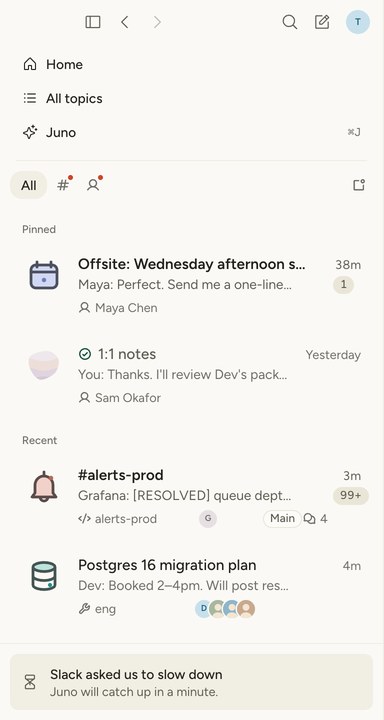 T
Home
All topics
Juno ⌘J
All #
Pinned
Offsite: Wednesday afternoon s... 38m
Maya: Perfect. Send me a one-line... 1
Maya Chen
1:1 notes Yesterday
You: Thanks. I'll review Dev's pack...
Sam Okafor
Recent
#alerts-prod 3m
Grafana: [RESOLVED] queue dept... 99+
alerts-prod G Main 4
Postgres 16 migration plan 4m
Dev: Booked 2–4pm. Will post res...
eng D
Slack asked us to slow down
Juno will catch up in a minute.